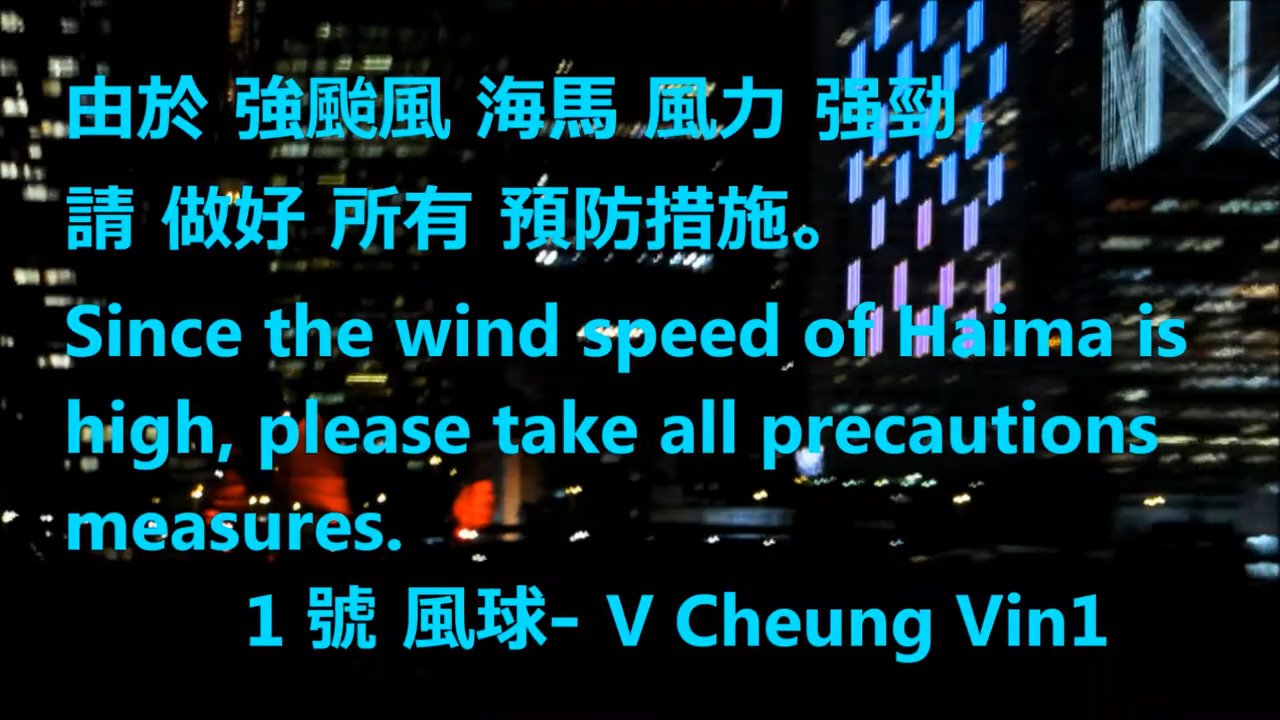 由於 強颱風 海馬 風力 强勁,
請 做好 所有 預防措施。
Since the wind speed of Haima is
high, please take all precautions
measures.
1 號 風球- V Cheung Vin1